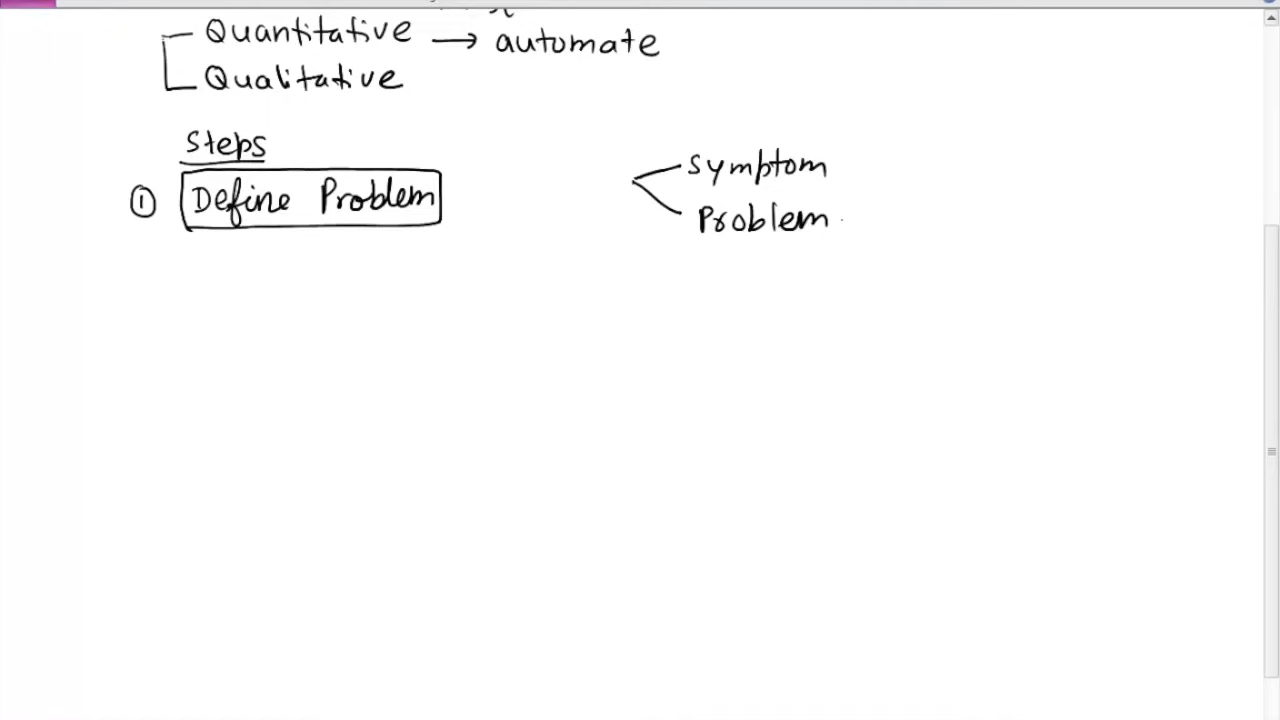 Quantitative → automate
Qualitative
Steps
① Define Problem
Symptom
Problem